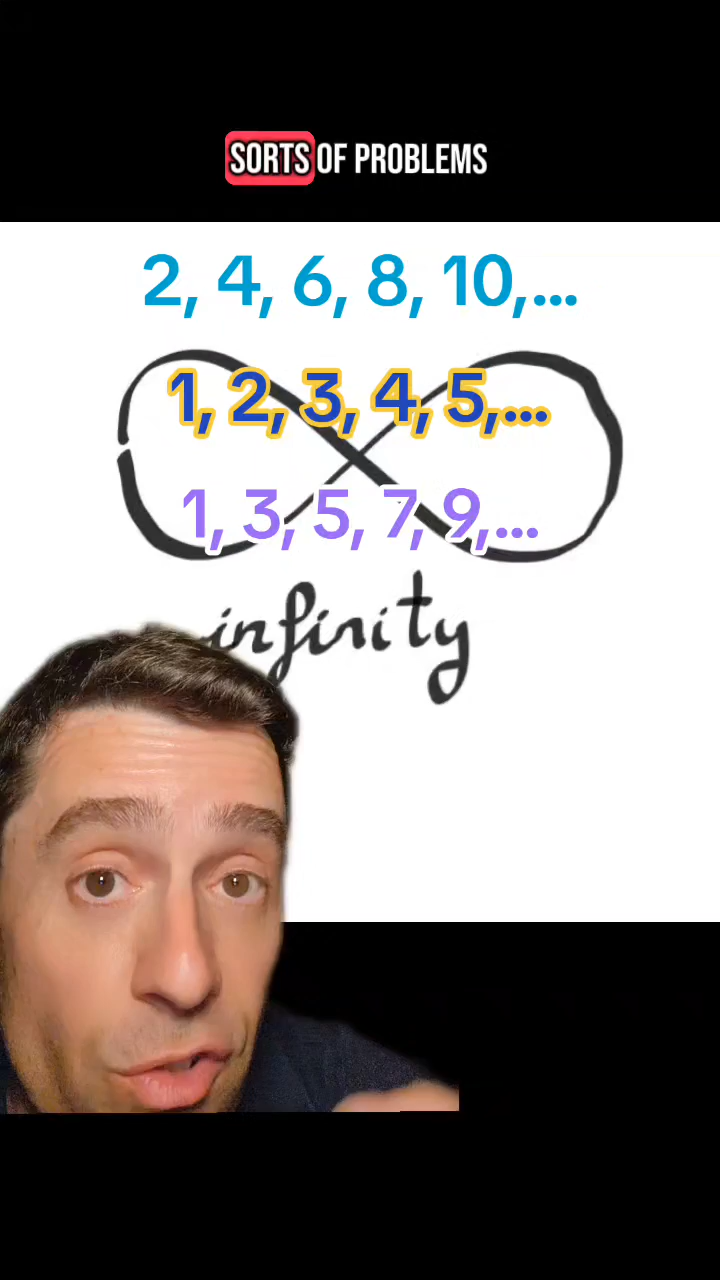 SORTS OF PROBLEMS
2, 4, 6, 8, 10,...
1, 2, 3, 4, 5,...
1, 3, 5, 7, 9,...
infinity